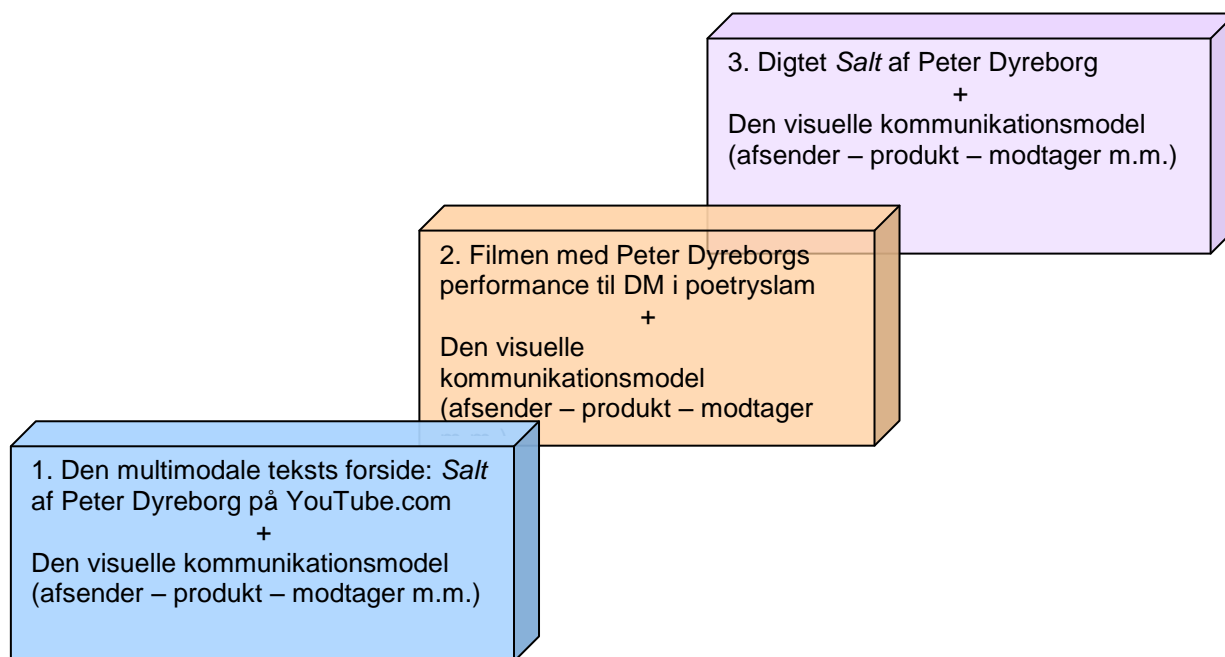 1. Den multimodale teksts forside: Salt
af Peter Dyreborg på YouTube.com
+
Den visuelle kommunikationsmodel
(afsender – produkt – modtager m.m.)
2. Filmen med Peter Dyreborgs
performance til DM i poetryslam
+
Den visuelle
kommunikationsmodel
(afsender – produkt – modtager
3. Digtet Salt af Peter Dyreborg
+
Den visuelle kommunikationsmodel
(afsender – produkt – modtager m.m.)